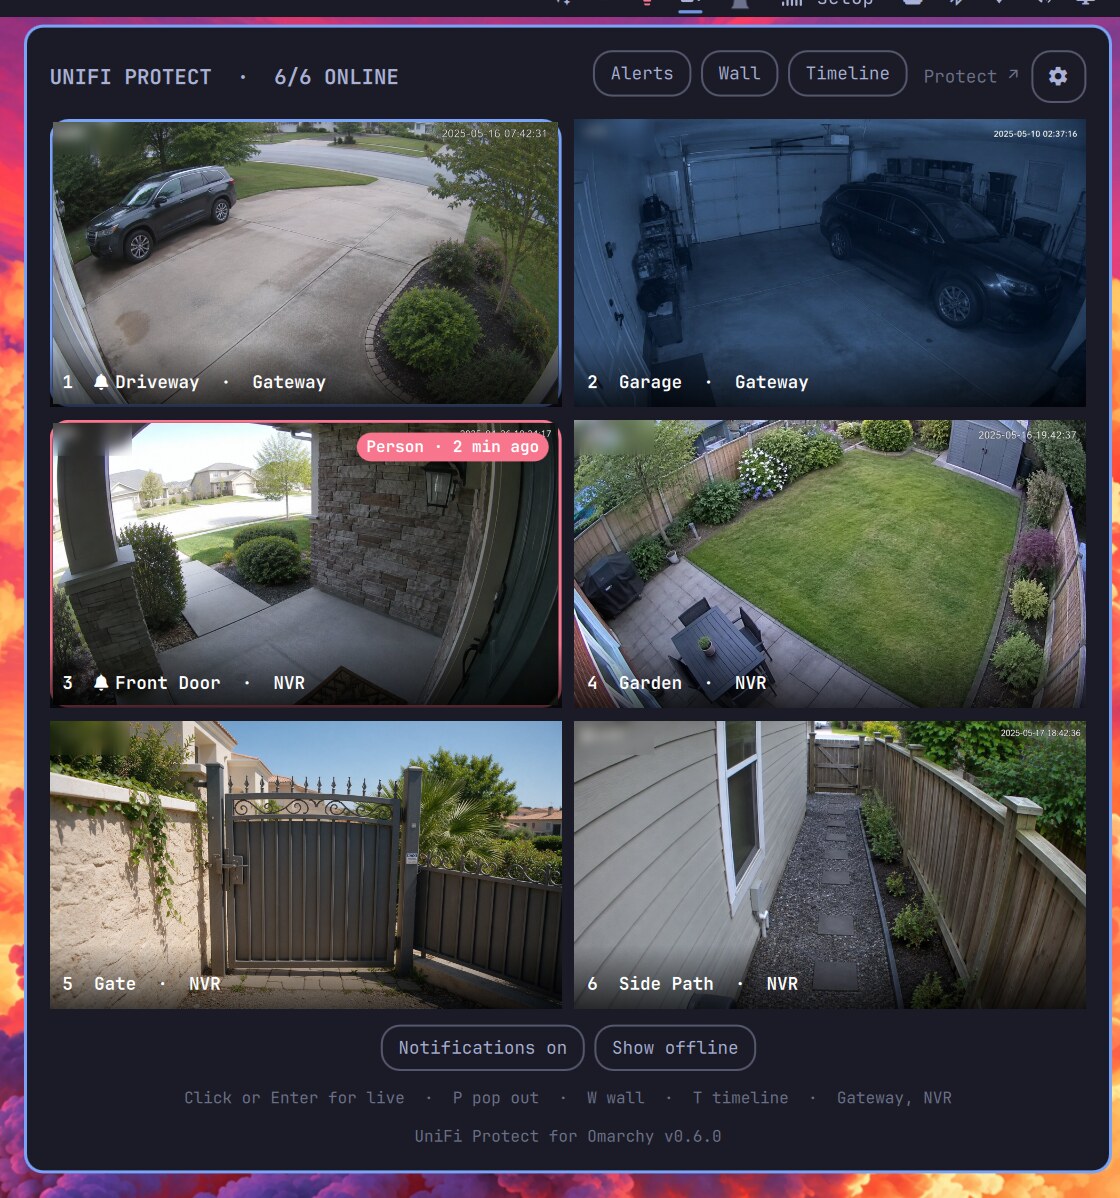 Setup
UNIFI PROTECT · 6/6 ONLINE
Alerts
Wall
Timeline
Protect ↗
2025-05-16 07:42:31
1 Driveway · Gateway
2025-05-10 02:37:16
2 Garage · Gateway
Person · 2 min ago
3 Front Door · NVR
2025-05-16 19:42:37
4 Garden · NVR
5 Gate · NVR
2025-05-17 18:42:36
6 Side Path · NVR
Notifications on
Show offline
Click or Enter for live · P pop out · W wall · T timeline · Gateway, NVR
UniFi Protect for Omarchy v0.6.0